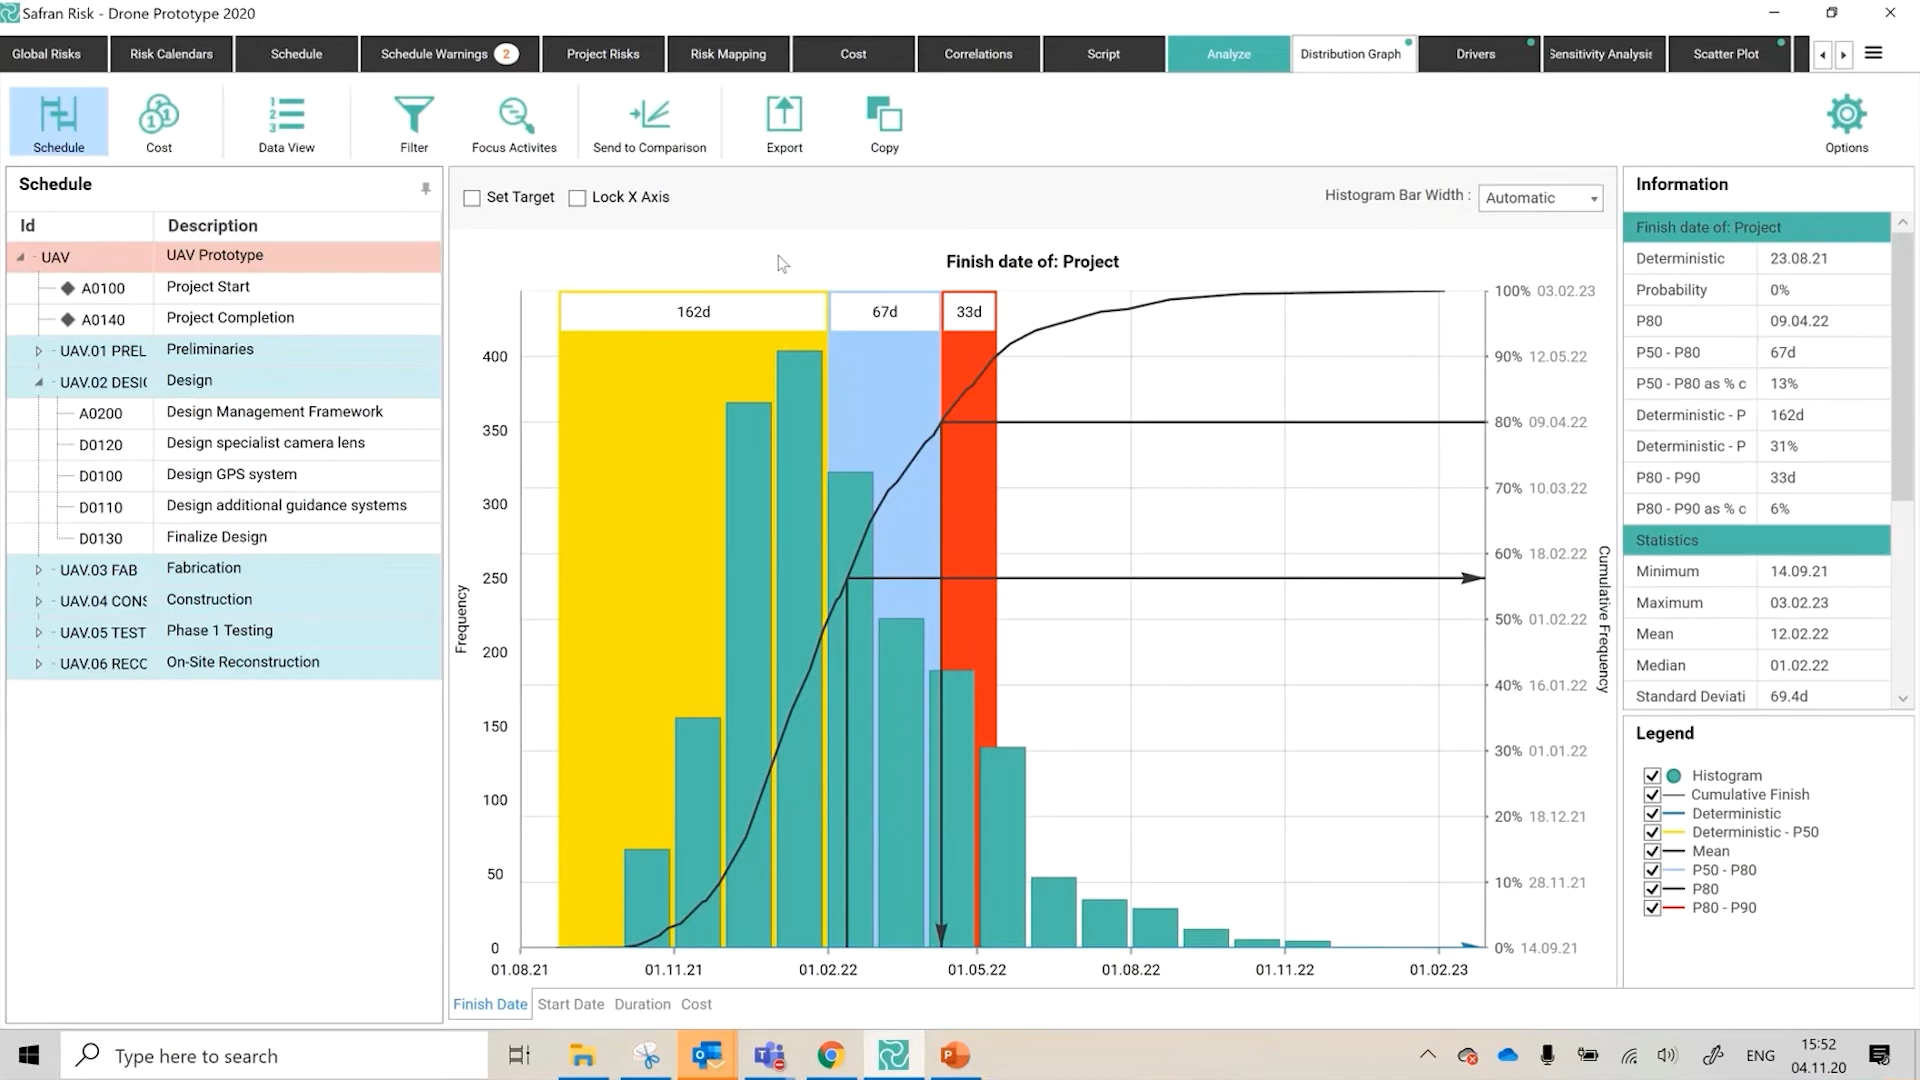 Safran Risk - Drone Prototype 2020
Global Risks Risk Calendars Schedule Schedule Warnings 2 Project Risks Risk Mapping Cost Correlations Script Analyze Distribution Graph Drivers Sensitivity Analysis Scatter Plot
Schedule Cost Data View Filter Focus Activites Send to Comparison Export Copy Options
Schedule
Id Description
UAV UAV Prototype
A0100 Project Start
A0140 Project Completion
UAV.01 PREL Preliminaries
UAV.02 DESIG Design
A0200 Design Management Framework
D0120 Design specialist camera lens
D0100 Design GPS system
D0110 Design additional guidance systems
D0130 Finalize Design
UAV.03 FAB Fabrication
UAV.04 CONS Construction
UAV.05 TEST Phase 1 Testing
UAV.06 RECC On-Site Reconstruction
Set Target Lock X Axis
Histogram Bar Width : Automatic
Finish date of: Project
162d 67d 33d
Frequency
400
350
300
250
200
150
100
50
0
100% 03.02.23
90% 12.05.22
80% 09.04.22
70% 10.03.22
60% 18.02.22
50% 01.02.22
40% 16.01.22
30% 01.01.22
20% 18.12.21
10% 28.11.21
0% 14.09.21
Cumulative Frequency
01.08.21 01.11.21 01.02.22 01.05.22 01.08.22 01.11.22 01.02.23
Finish Date Start Date Duration Cost
Information
Finish date of: Project
Deterministic 23.08.21
Probability 0%
P80 09.04.22
P50 - P80 67d
P50 - P80 as % c 13%
Deterministic - P 162d
Deterministic - P 31%
P80 - P90 33d
P80 - P90 as % c 6%
Statistics
Minimum 14.09.21
Maximum 03.02.23
Mean 12.02.22
Median 01.02.22
Standard Deviati 69.4d
Legend
Histogram
Cumulative Finish
Deterministic
Deterministic - P50
Mean
P50 - P80
P80
P80 - P90
Type here to search
ENG
15:52
04.11.20